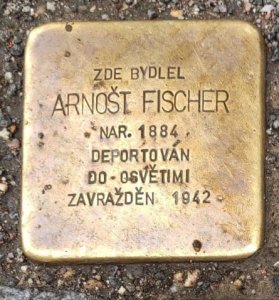 ZDE BYDLEL
ARNOŠT FISCHER
NAR. 1884
DEPORTOVÁN
DO OSVĚTIMI
ZAVRAŽDĚN 1942